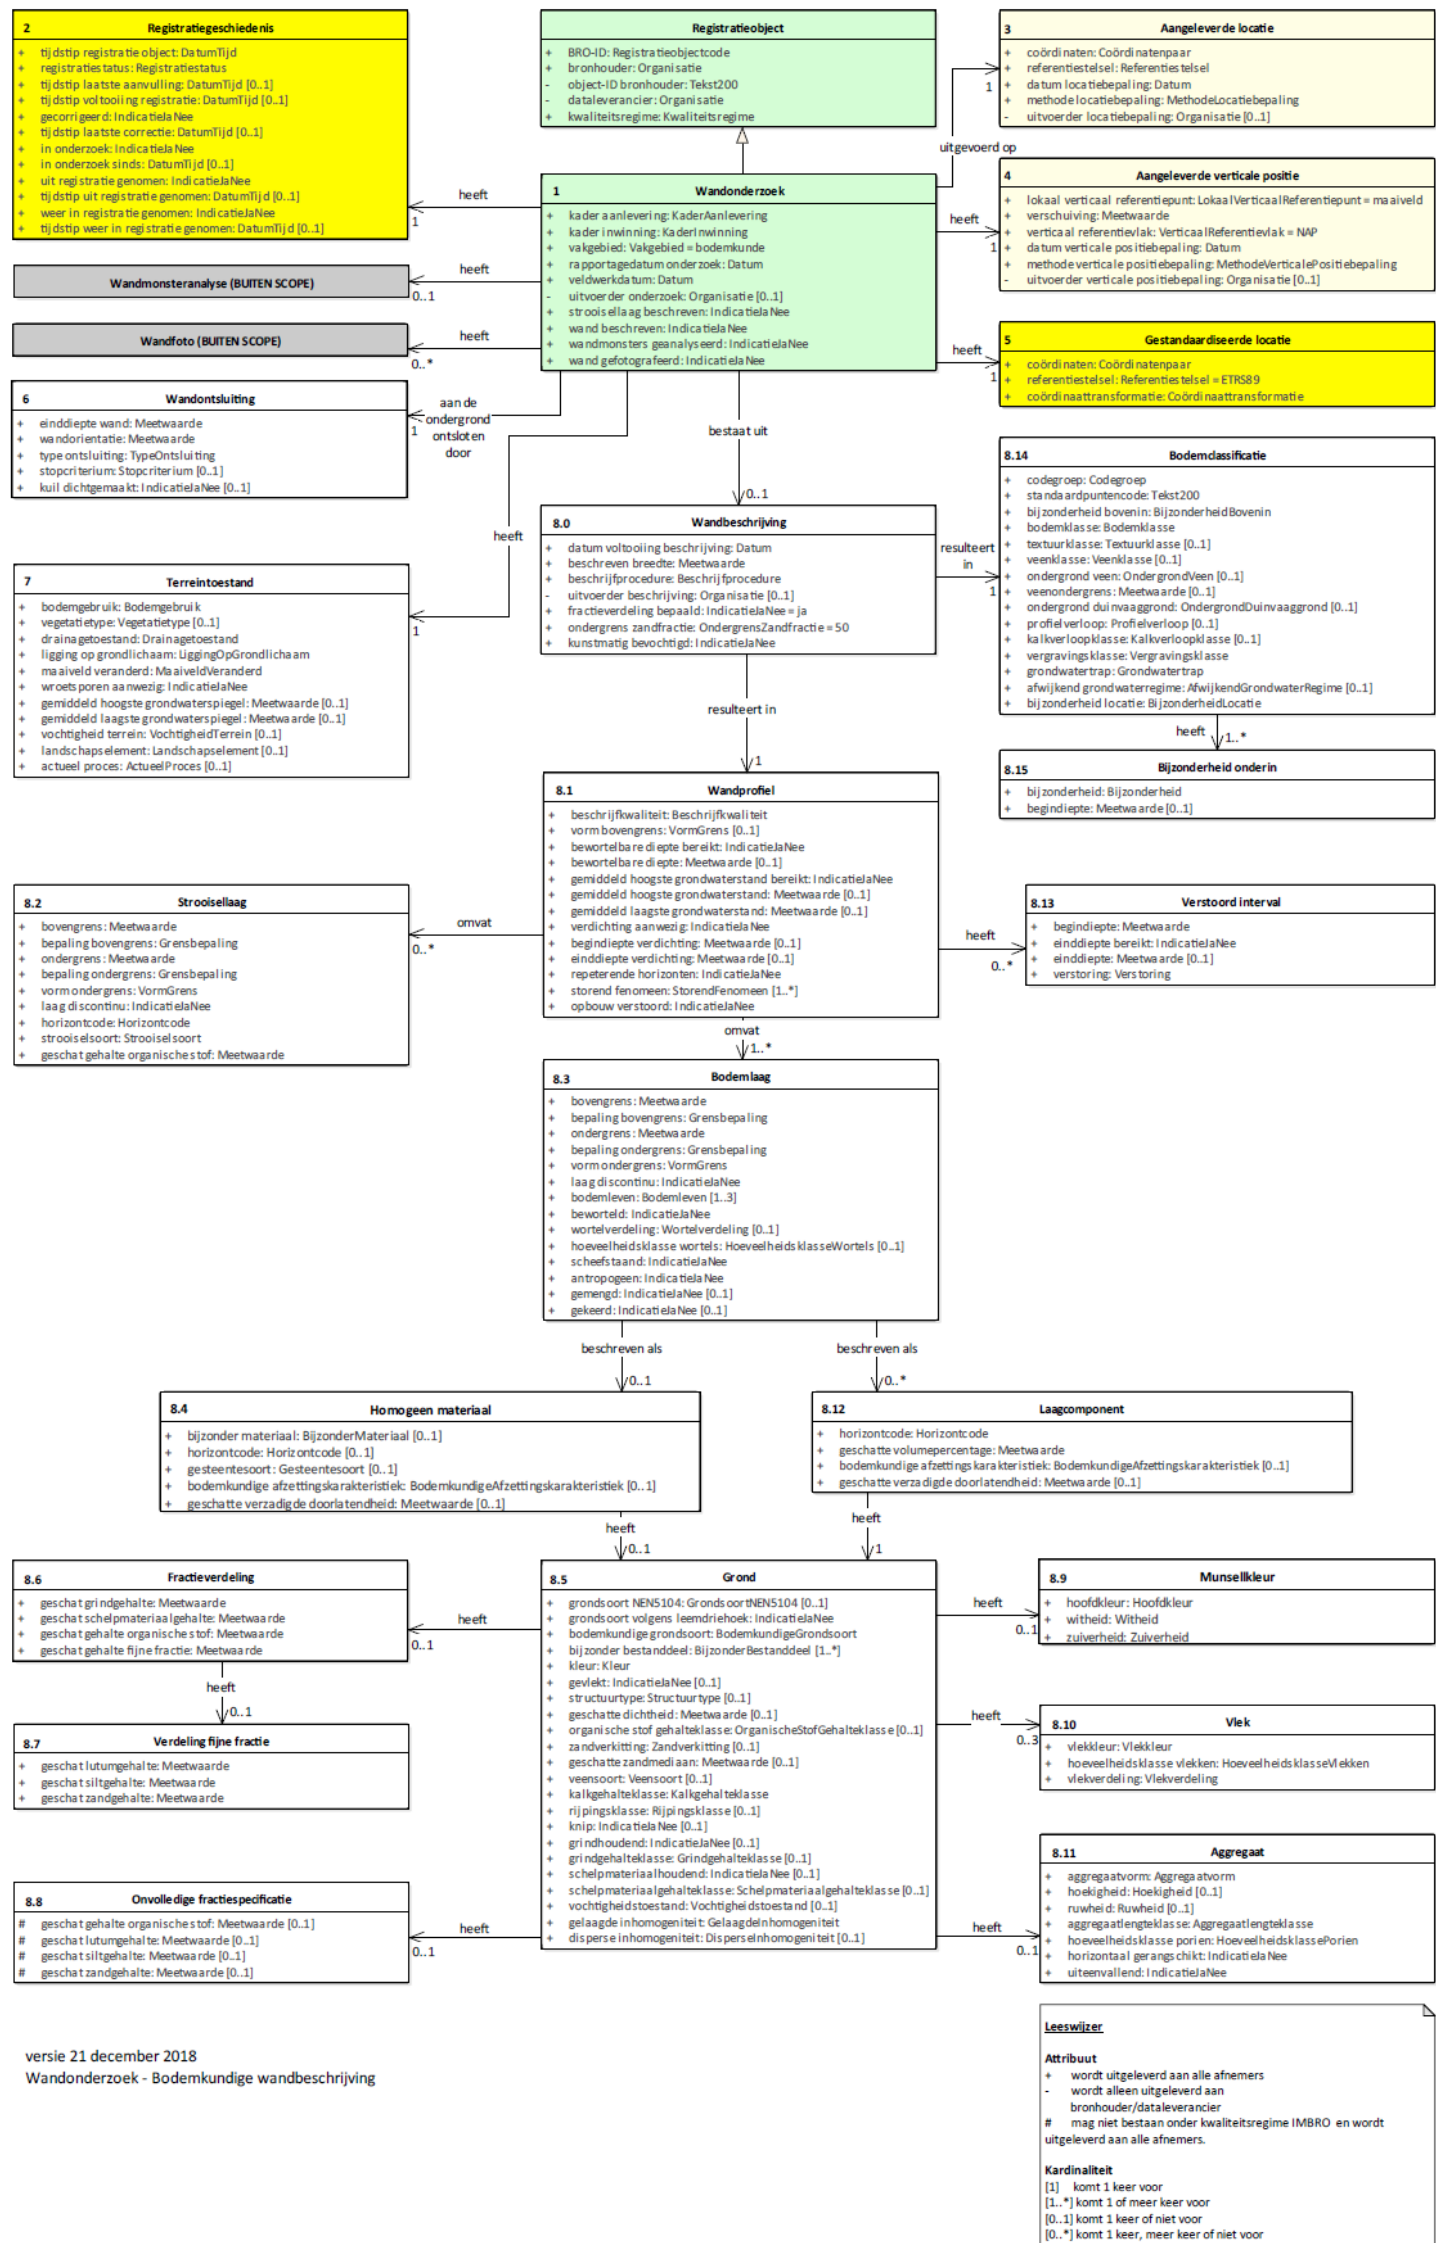 2 Registratiegeschiedenis
+ tijdstip registratie object: DatumTijd
+ registratiestatus: Registratiestatus
+ tijdstip laatste aanvulling: DatumTijd [0..1]
+ tijdstip voltooiing registratie: DatumTijd [0..1]
+ gecorrigeerd: IndicatieJaNee
+ tijdstip laatste correctie: DatumTijd [0..1]
+ in onderzoek: IndicatieJaNee
+ in onderzoek sinds: DatumTijd [0..1]
+ uit registratie genomen: IndicatieJaNee
+ tijdstip uit registratie genomen: DatumTijd [0..1]
+ weer in registratie genomen: IndicatieJaNee
+ tijdstip weer in registratie genomen: DatumTijd [0..1]
Registratieobject
+ BRO-ID: Registratieobjectcode
+ bronhouder: Organisatie
- object-ID bronhouder: Tekst200
- dataleverancier: Organisatie
+ kwaliteitsregime: Kwaliteitsregime
3 Aangeleverde locatie
+ coördinaten: Coördinatenpaar
+ referentiestelsel: Referentiestelsel
+ datum locatiebepaling: Datum
+ methode locatiebepaling: MethodeLocatiebepaling
- uitvoerder locatiebepaling: Organisatie [0..1]
1
uitgevoerd op
4 Aangeleverde verticale positie
+ lokaal verticaal referentiepunt: LokaalVerticaalReferentiepunt = maaiveld
+ verschuiving: Meetwaarde
+ verticaal referentievlak: VerticaalReferentievlak = NAP
+ datum verticale positiebepaling: Datum
+ methode verticale positiebepaling: MethodeVerticalePositiebepaling
- uitvoerder verticale positiebepaling: Organisatie [0..1]
heeft
1
1 Wandonderzoek
+ kader aanlevering: KaderAanlevering
+ kader inwinning: KaderInwinning
+ vakgebied: Vakgebied = bodemkunde
+ rapportagedatum onderzoek: Datum
+ veldwerkdatum: Datum
- uitvoerder onderzoek: Organisatie [0..1]
+ strooisellaag beschreven: IndicatieJaNee
+ wand beschreven: IndicatieJaNee
+ wandmonsters geanalyseerd: IndicatieJaNee
+ wand gefotografeerd: IndicatieJaNee
heeft
1
Wandmonsteranalyse (BUITEN SCOPE)
heeft
0..1
Wandfoto (BUITEN SCOPE)
heeft
0..*
5 Gestandaardiseerde locatie
+ coördinaten: Coördinatenpaar
+ referentiestelsel: Referentiestelsel = ETRS89
+ coördinaattransformatie: Coördinaattransformatie
heeft
1
6 Wandontsluiting
+ einddiepte wand: Meetwaarde
+ wandorientatie: Meetwaarde
+ type ontsluiting: TypeOntsluiting
+ stopcriterium: Stopcriterium [0..1]
+ kuil dichtgemaakt: IndicatieJaNee [0..1]
aan de
ondergrond
ontsloten
door
1
bestaat uit
0..1
8.14 Bodemclassificatie
+ codegroep: Codegroep
+ standaardpuntencode: Tekst200
+ bijzonderheid bovenin: BijzonderheidBovenin
+ bodemklasse: Bodemklasse
+ textuurklasse: Textuurklasse [0..1]
+ veenklasse: Veenklasse [0..1]
+ ondergrond veen: OndergrondVeen [0..1]
+ veenondergrens: Meetwaarde [0..1]
+ ondergrond duinvaaggrond: OndergrondDuinvaaggrond [0..1]
+ profielverloop: Profielverloop [0..1]
+ kalkverloopklasse: Kalkverloopklasse [0..1]
+ vergravingsklasse: Vergravingsklasse
+ grondwatertrap: Grondwatertrap
+ afwijkend grondwaterregime: AfwijkendGrondwaterRegime [0..1]
+ bijzonderheid locatie: BijzonderheidLocatie
8.0 Wandbeschrijving
+ datum voltooiing beschrijving: Datum
+ beschreven breedte: Meetwaarde
+ beschrijfprocedure: Beschrijfprocedure
- uitvoerder beschrijving: Organisatie [0..1]
+ fractieverdeling bepaald: IndicatieJaNee = ja
+ ondergrens zandfractie: OndergrensZandfractie = 50
+ kunstmatig bevochtigd: IndicatieJaNee
resulteert
in
1
heeft
1
7 Terreintoestand
+ bodemgebruik: Bodemgebruik
+ vegetatietype: Vegetatietype [0..1]
+ drainagetoestand: Drainagetoestand
+ ligging op grondlichaam: LiggingOpGrondlichaam
+ maaiveld veranderd: MaaiveldVeranderd
+ wroetsporen aanwezig: IndicatieJaNee
+ gemiddeld hoogste grondwaterspiegel: Meetwaarde [0..1]
+ gemiddeld laagste grondwaterspiegel: Meetwaarde [0..1]
+ vochtigheid terrein: VochtigheidTerrein [0..1]
+ landschapselement: Landschapselement [0..1]
+ actueel proces: ActueelProces [0..1]
resulteert in
1
heeft
1..*
8.15 Bijzonderheid onderin
+ bijzonderheid: Bijzonderheid
+ begindiepte: Meetwaarde [0..1]
8.1 Wandprofiel
+ beschrijfkwaliteit: Beschrijfkwaliteit
+ vorm bovengrens: VormGrens [0..1]
+ bewortelbare diepte bereikt: IndicatieJaNee
+ bewortelbare diepte: Meetwaarde [0..1]
+ gemiddeld hoogste grondwaterstand bereikt: IndicatieJaNee
+ gemiddeld hoogste grondwaterstand: Meetwaarde [0..1]
+ gemiddeld laagste grondwaterstand: Meetwaarde [0..1]
+ verdichting aanwezig: IndicatieJaNee
+ begindiepte verdichting: Meetwaarde [0..1]
+ einddiepte verdichting: Meetwaarde [0..1]
+ repeterende horizonten: IndicatieJaNee
+ storend fenomeen: StorendFenomeen [1..*]
+ opbouw verstoord: IndicatieJaNee
8.2 Strooisellaag
+ bovengrens: Meetwaarde
+ bepaling bovengrens: Grensbepaling
+ ondergrens: Meetwaarde
+ bepaling ondergrens: Grensbepaling
+ vorm ondergrens: VormGrens
+ laag discontinu: IndicatieJaNee
+ horizontcode: Horizontcode
+ strooiselsoort: Strooiselsoort
+ geschat gehalte organische stof: Meetwaarde
omvat
0..*
8.13 Verstoord interval
+ begindiepte: Meetwaarde
+ einddiepte bereikt: IndicatieJaNee
+ einddiepte: Meetwaarde [0..1]
+ verstoring: Verstoring
heeft
0..*
omvat
1..*
8.3 Bodemlaag
+ bovengrens: Meetwaarde
+ bepaling bovengrens: Grensbepaling
+ ondergrens: Meetwaarde
+ bepaling ondergrens: Grensbepaling
+ vorm ondergrens: VormGrens
+ laag discontinu: IndicatieJaNee
+ bodemleven: Bodemleven [1..3]
+ beworteld: IndicatieJaNee
+ wortelverdeling: Wortelverdeling [0..1]
+ hoeveelheidsklasse wortels: HoeveelheidsklasseWortels [0..1]
+ scheefstaand: IndicatieJaNee
+ antropogeen: IndicatieJaNee
+ gemengd: IndicatieJaNee [0..1]
+ gekeerd: IndicatieJaNee [0..1]
beschreven als
0..1
beschreven als
0..*
8.4 Homogeen materiaal
+ bijzonder materiaal: BijzonderMateriaal [0..1]
+ horizontcode: Horizontcode [0..1]
+ gesteentesoort: Gesteentesoort [0..1]
+ bodemkundige afzettingskarakteristiek: BodemkundigeAfzettingskarakteristiek [0..1]
+ geschatte verzadigde doorlatendheid: Meetwaarde [0..1]
8.12 Laagcomponent
+ horizontcode: Horizontcode
+ geschatte volumepercentage: Meetwaarde
+ bodemkundige afzettingskarakteristiek: BodemkundigeAfzettingskarakteristiek [0..1]
+ geschatte verzadigde doorlatendheid: Meetwaarde [0..1]
heeft
0..1
heeft
1
8.6 Fractieverdeling
+ geschat grindgehalte: Meetwaarde
+ geschat schelpmateriaalgehalte: Meetwaarde
+ geschat gehalte organische stof: Meetwaarde
+ geschat gehalte fijne fractie: Meetwaarde
heeft
0..1
8.5 Grond
+ grondsoort NEN5104: GrondsoortNEN5104 [0..1]
+ grondsoort volgens leemdriehoek: IndicatieJaNee
+ bodemkundige grondsoort: BodemkundigeGrondsoort
+ bijzonder bestanddeel: BijzonderBestanddeel [1..*]
+ kleur: Kleur
+ gevlekt: IndicatieJaNee [0..1]
+ structuurtype: Structuurtype [0..1]
+ geschatte dichtheid: Meetwaarde [0..1]
+ organische stof gehalteklasse: OrganischeStofGehalteklasse [0..1]
+ zandverkitting: Zandverkitting [0..1]
+ geschatte zandmediaan: Meetwaarde [0..1]
+ veensoort: Veensoort [0..1]
+ kalkgehalteklasse: Kalkgehalteklasse
+ rijpingsklasse: Rijpingsklasse [0..1]
+ knip: IndicatieJaNee [0..1]
+ grindhoudend: IndicatieJaNee [0..1]
+ grindgehalteklasse: Grindgehalteklasse [0..1]
+ schelpmateriaalhoudend: IndicatieJaNee [0..1]
+ schelpmateriaalgehalteklasse: Schelpmateriaalgehalteklasse [0..1]
+ vochtigheidstoestand: Vochtigheidstoestand [0..1]
+ gelaagde inhomogeniteit: GelaagdeInhomogeniteit
+ disperse inhomogeniteit: DisperseInhomogeniteit [0..1]
8.9 Munsellkleur
+ hoofdkleur: Hoofdkleur
+ witheid: Witheid
+ zuiverheid: Zuiverheid
heeft
0..1
heeft
0..1
8.7 Verdeling fijne fractie
+ geschat lutumgehalte: Meetwaarde
+ geschat siltgehalte: Meetwaarde
+ geschat zandgehalte: Meetwaarde
heeft
0..3
8.10 Vlek
+ vlekkleur: Vlekkleur
+ hoeveelheidsklasse vlekken: HoeveelheidsklasseVlekken
+ vlekverdeling: Vlekverdeling
8.8 Onvolledige fractiespecificatie
# geschat gehalte organische stof: Meetwaarde [0..1]
# geschat lutumgehalte: Meetwaarde [0..1]
# geschat siltgehalte: Meetwaarde [0..1]
# geschat zandgehalte: Meetwaarde [0..1]
heeft
0..1
heeft
0..1
8.11 Aggregaat
+ aggregaatvorm: Aggregaatvorm
+ hoekigheid: Hoekigheid [0..1]
+ ruwheid: Ruwheid [0..1]
+ aggregaatlengteklasse: Aggregaatlengteklasse
+ hoeveelheidsklasse porien: HoeveelheidsklassePorien
+ horizontaal gerangschikt: IndicatieJaNee
+ uiteenvallend: IndicatieJaNee
versie 21 december 2018
Wandonderzoek - Bodemkundige wandbeschrijving
Leeswijzer
Attribuut
+ wordt uitgeleverd aan alle afnemers
- wordt alleen uitgeleverd aan
bronhouder/dataleverancier
# mag niet bestaan onder kwaliteitsregime IMBRO en wordt
uitgeleverd aan alle afnemers.
Kardinaliteit
[1] komt 1 keer voor
[1..*] komt 1 of meer keer voor
[0..1] komt 1 keer of niet voor
[0..*] komt 1 keer, meer keer of niet voor